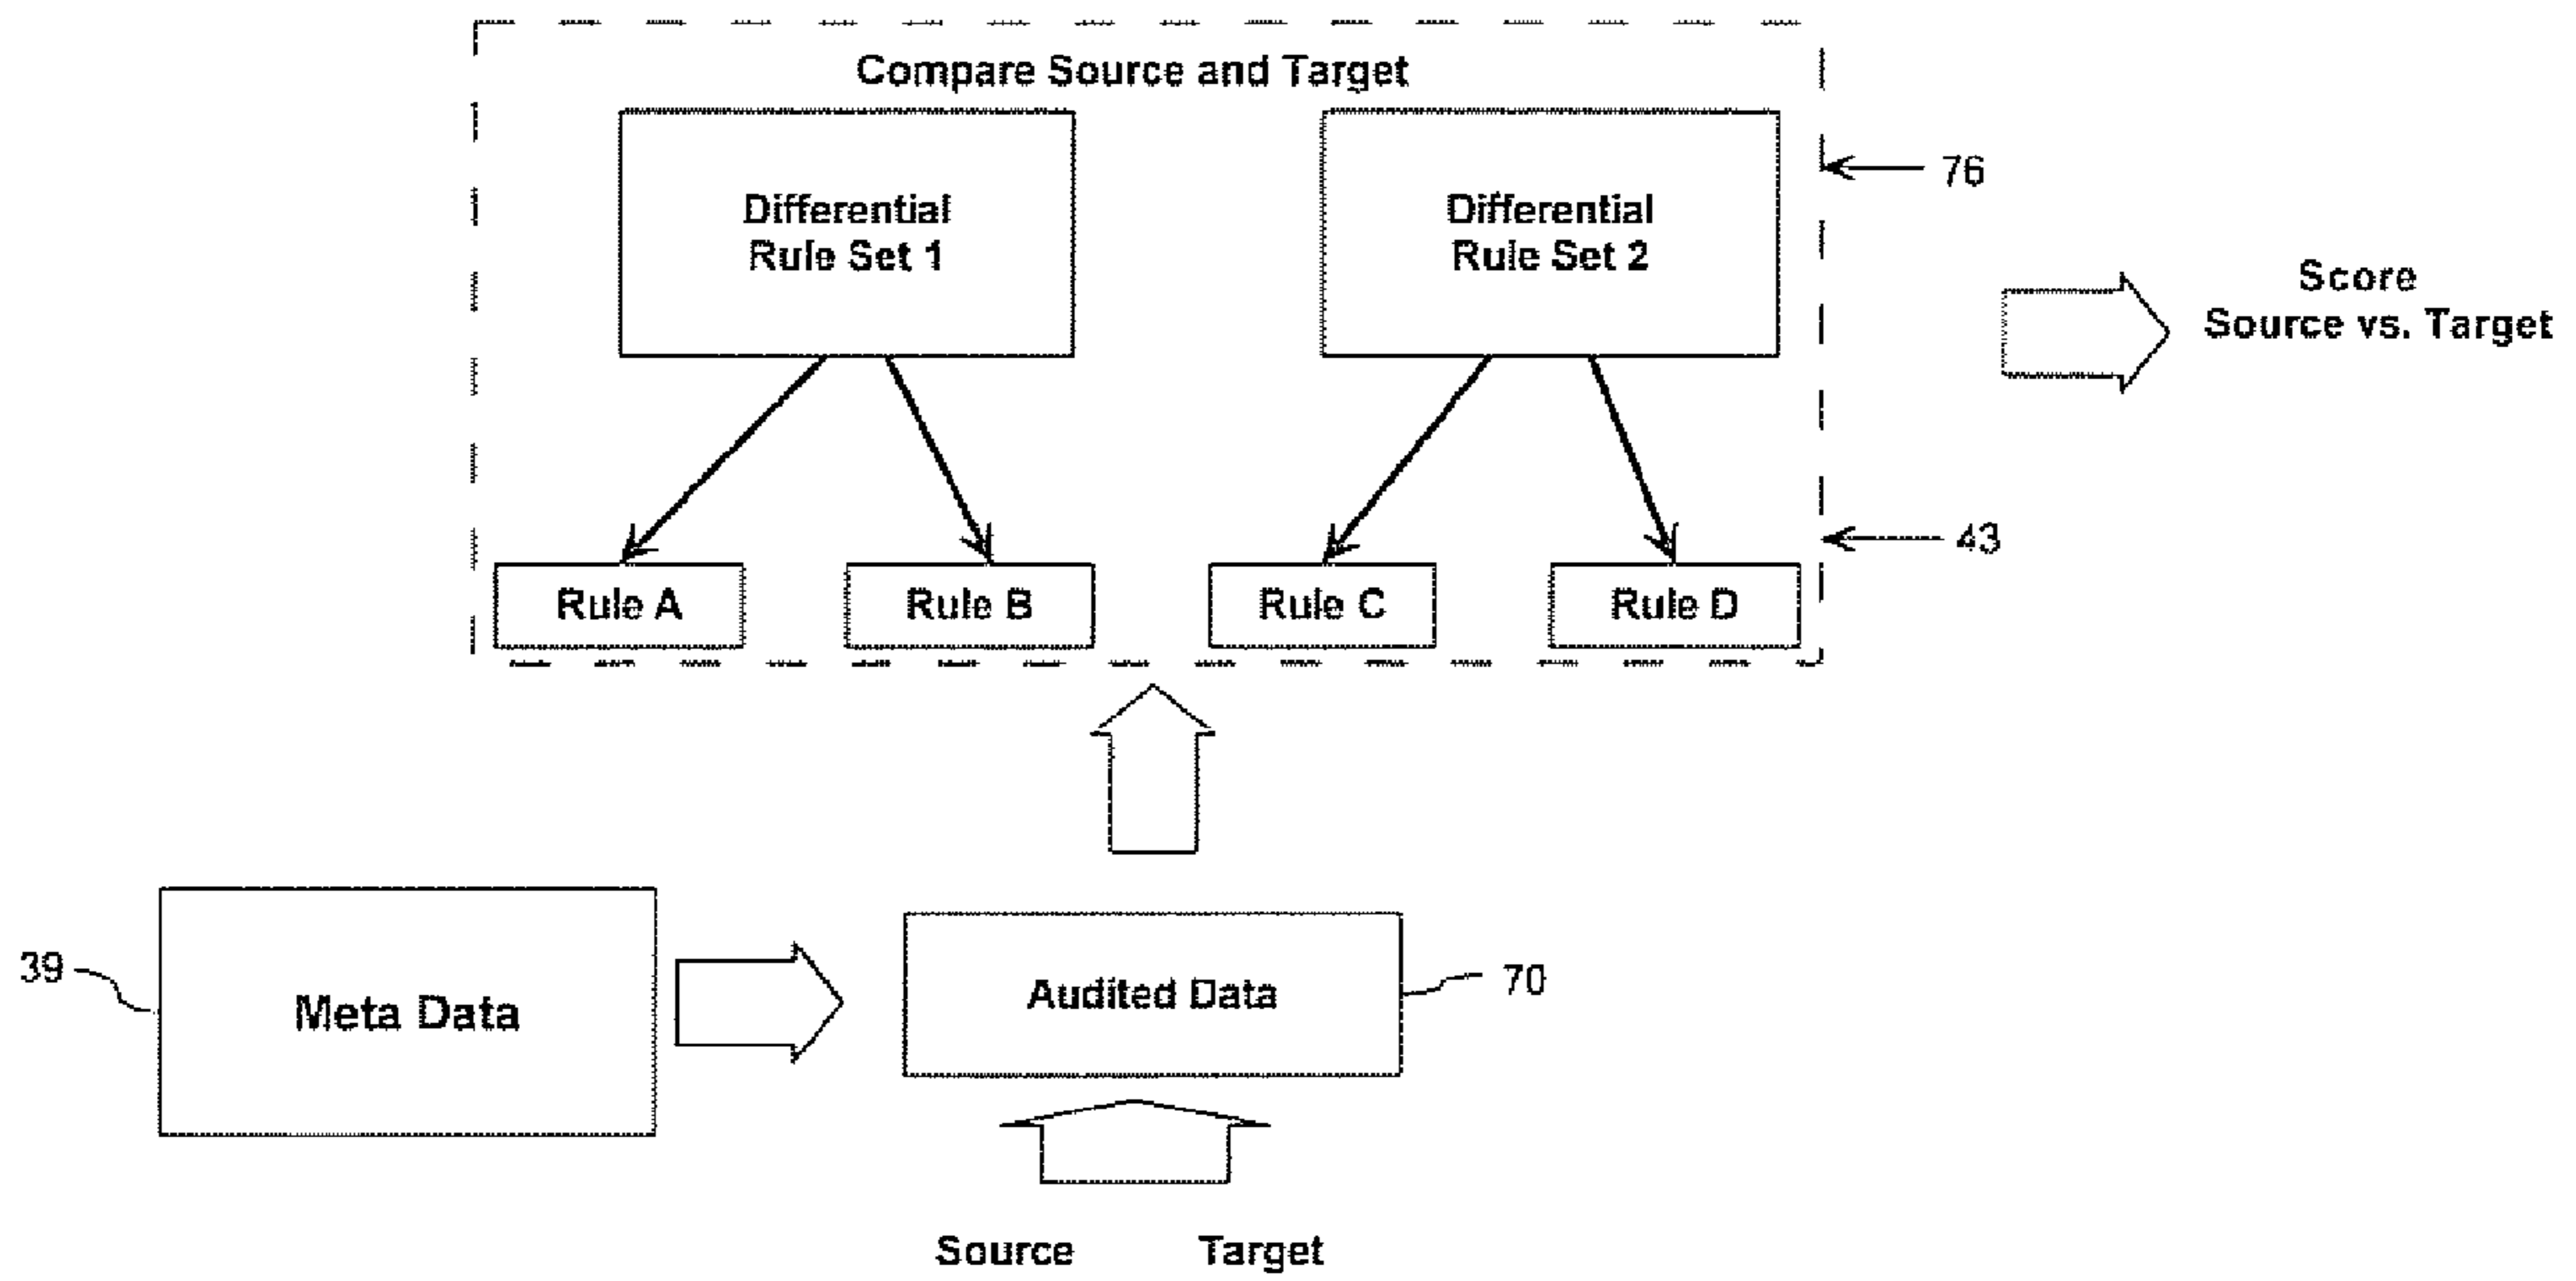 Compare Source and Target
Differential
Rule Set 1
Differential
Rule Set 2
76
Score
Source vs. Target
43
Rule A
Rule B
Rule C
Rule D
39
Meta Data
Audited Data
70
Source
Target